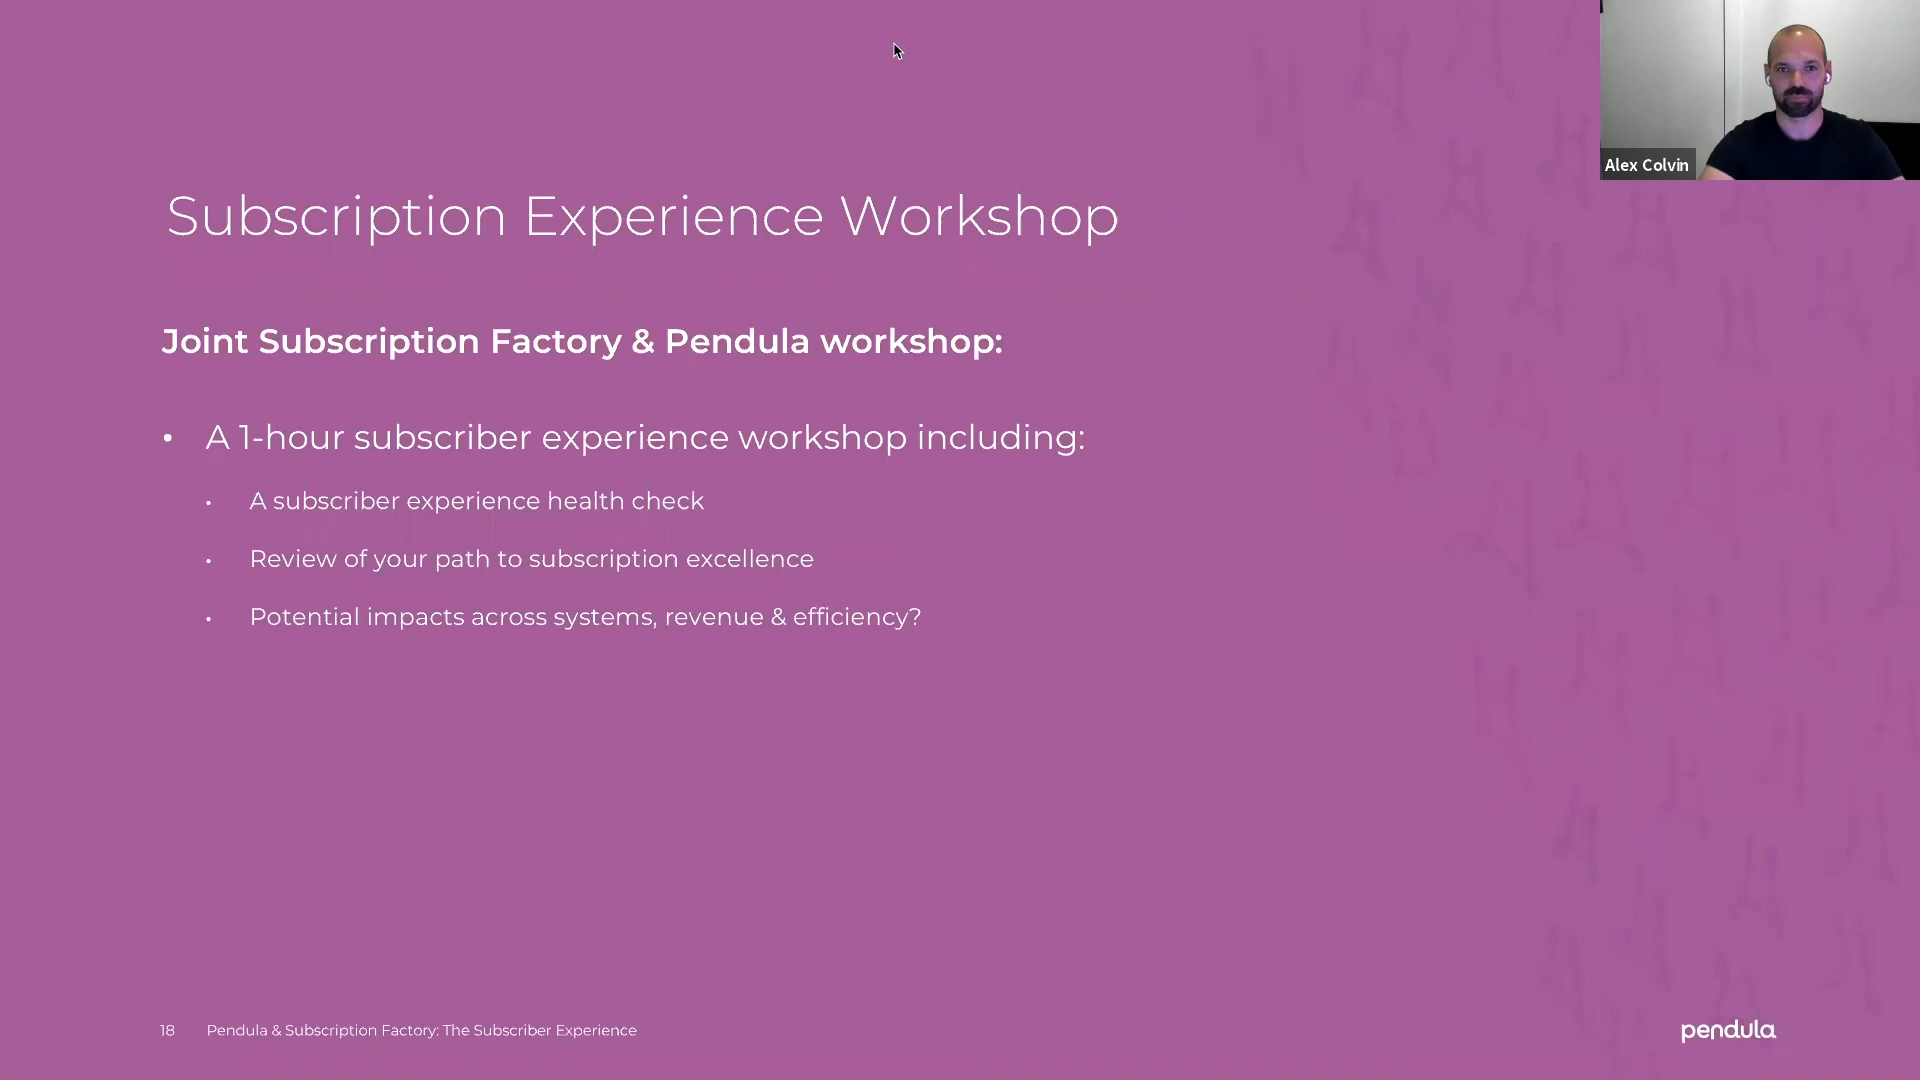 Alex Colvin
Subscription Experience Workshop
Joint Subscription Factory & Pendula workshop:
• A 1-hour subscriber experience workshop including:
• A subscriber experience health check
• Review of your path to subscription excellence
• Potential impacts across systems, revenue & efficiency?
18 Pendula & Subscription Factory: The Subscriber Experience
pendula